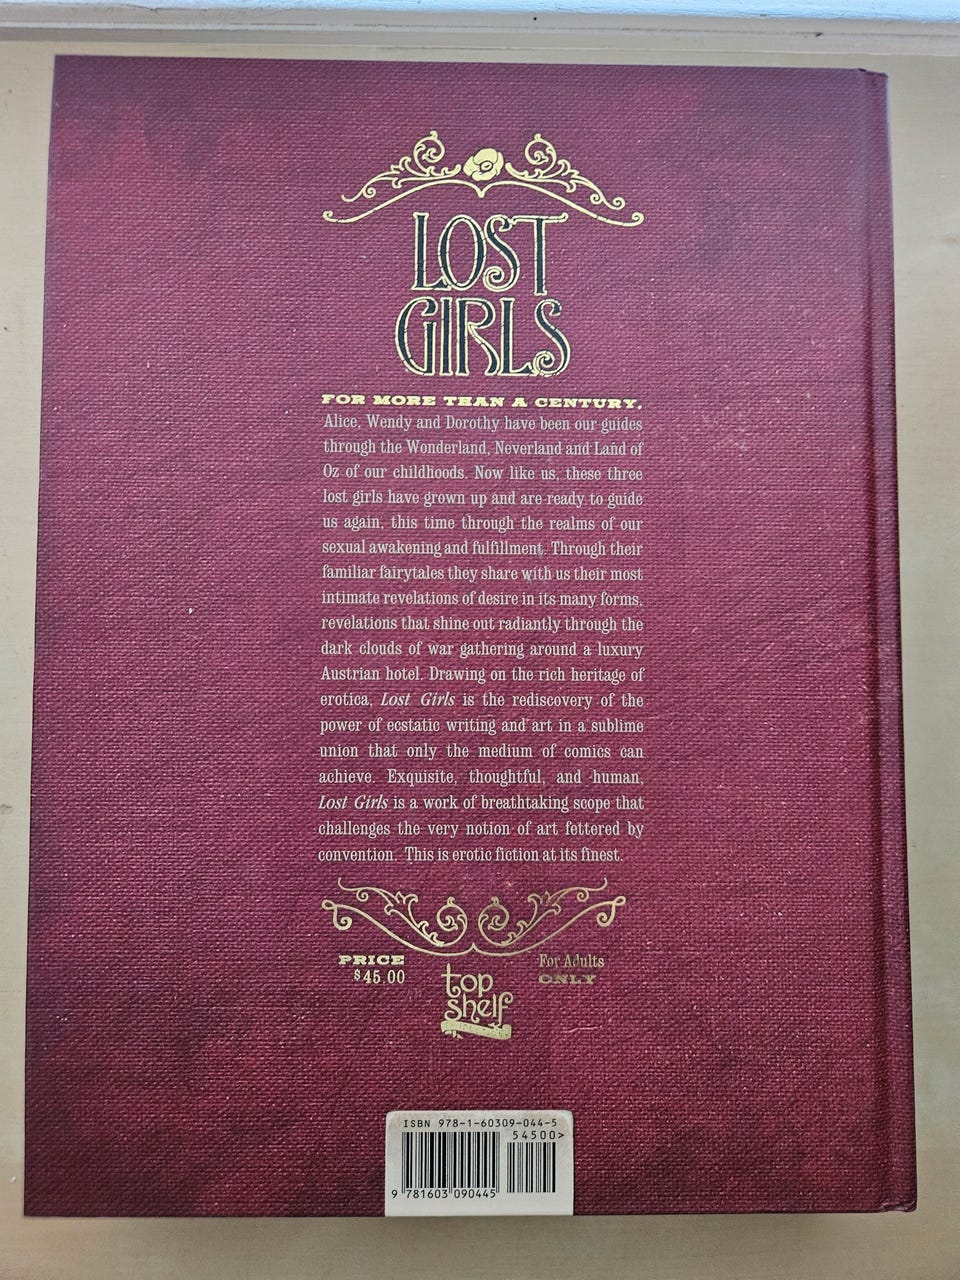 LOST
GIRLS
FOR MORE THAN A CENTURY,
Alice, Wendy and Dorothy have been our guides
through the Wonderland, Neverland and Land of
Oz of our childhoods. Now like us, these three
lost girls have grown up and are ready to guide
us again, this time through the realms of our
sexual awakening and fulfillment. Through their
familiar fairytales they share with us their most
intimate revelations of desire in its many forms,
revelations that shine out radiantly through the
dark clouds of war gathering around a luxury
Austrian hotel. Drawing on the rich heritage of
erotica, Lost Girls is the rediscovery of the
power of ecstatic writing and art in a sublime
union that only the medium of comics can
achieve. Exquisite, thoughtful, and human,
Lost Girls is a work of breathtaking scope that
challenges the very notion of art fettered by
convention. This is erotic fiction at its finest.
PRICE
$45.00
top
shelf
For Adults
ONLY
ISBN 978-1-60309-044-5
54500>
9 781603 090445